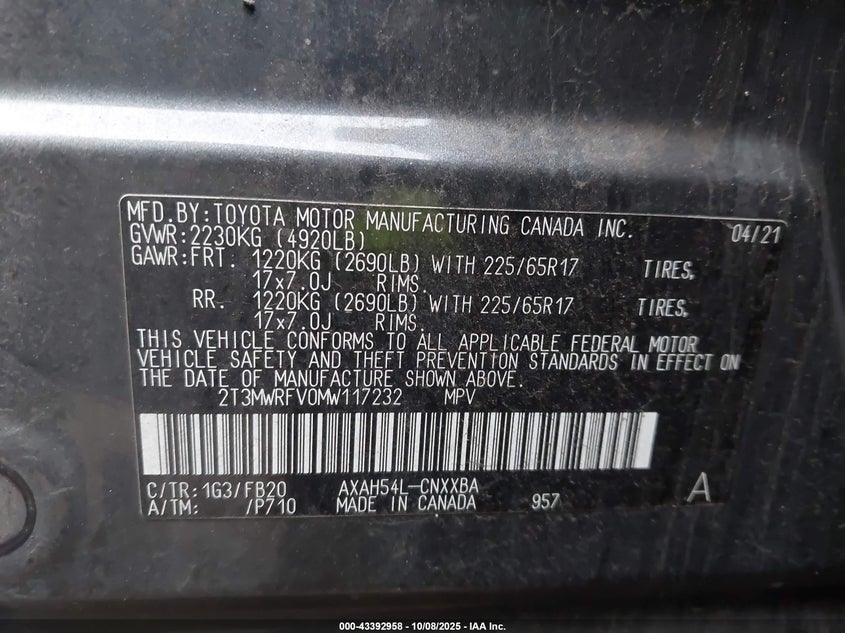 MFD.BY:TOYOTA MOTOR MANUFACTURING CANADA INC. 04/21
GVWR:2230KG (4920LB)
GAWR:FRT. 1220KG (2690LB) WITH 225/65R17 TIRES,
17x7.0J RIMS.
RR. 1220KG (2690LB) WITH 225/65R17 TIRES,
17x7.0J RIMS.
THIS VEHICLE CONFORMS TO ALL APPLICABLE FEDERAL MOTOR
VEHICLE SAFETY AND THEFT PREVENTION STANDARDS IN EFFECT ON
THE DATE OF MANUFACTURE SHOWN ABOVE.
2T3MWRFV0MW117232 MPV
C/TR:1G3/FB20 AXAH54L-CNXXBA A
A/TM: /P710 MADE IN CANADA 957
000-43392958 - 10/08/2025 - IAA Inc.